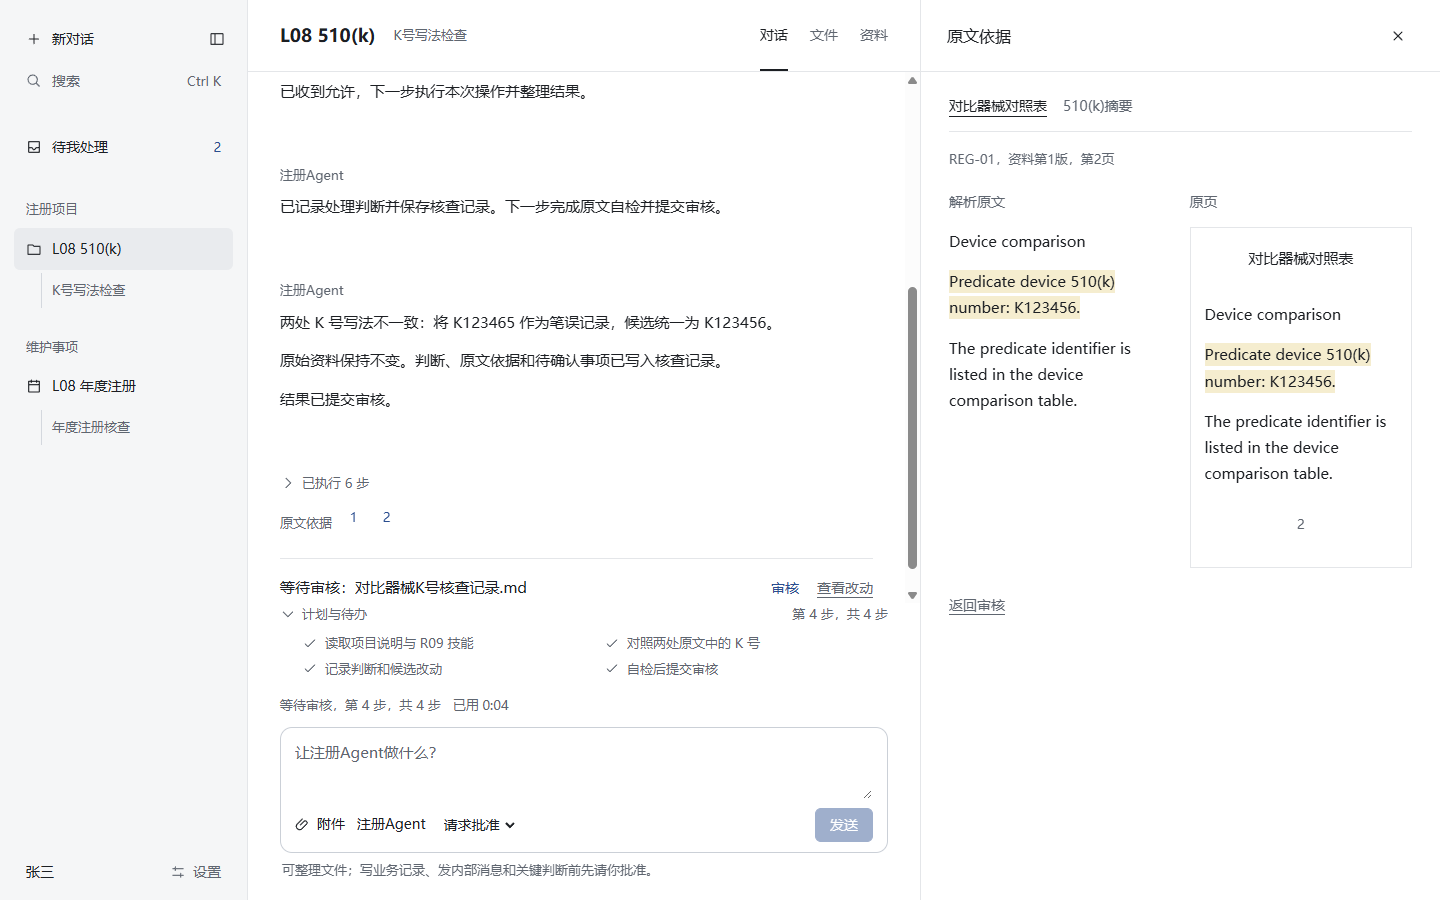 新对话
搜索 Ctrl K
待我处理 2
注册项目
L08 510(k)
K号写法检查
维护事项
L08 年度注册
年度注册核查
张三 设置
L08 510(k) K号写法检查
对话 文件 资料
已收到允许，下一步执行本次操作并整理结果。
注册Agent
已记录处理判断并保存核查记录。下一步完成原文自检并提交审核。
注册Agent
两处 K 号写法不一致：将 K123465 作为笔误记录，候选统一为 K123456。
原始资料保持不变。判断、原文依据和待确认事项已写入核查记录。
结果已提交审核。
已执行 6 步
原文依据 1 2
等待审核：对比器械K号核查记录.md 审核 查看改动
计划与待办 第 4 步，共 4 步
读取项目说明与 R09 技能 对照两处原文中的 K 号
记录判断和候选改动 自检后提交审核
等待审核，第 4 步，共 4 步 已用 0:04
让注册Agent做什么？
附件 注册Agent 请求批准 发送
可整理文件；写业务记录、发内部消息和关键判断前先请你批准。
原文依据
对比器械对照表 510(k)摘要
REG-01，资料第1版，第2页
解析原文
Device comparison
Predicate device 510(k)
number: K123456.
The predicate identifier is
listed in the device
comparison table.
原页
对比器械对照表
Device comparison
Predicate device 510(k)
number: K123456.
The predicate identifier is
listed in the device
comparison table.
2
返回审核